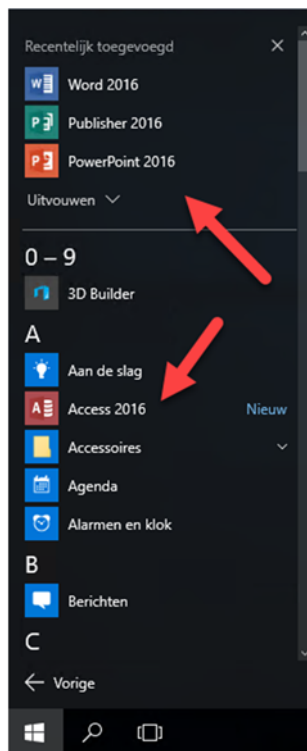 Recentelijk toegevoegd
Word 2016
Publisher 2016
PowerPoint 2016
Uitvouwen
0 – 9
3D Builder
A
Aan de slag
Access 2016 Nieuw
Accessoires
Agenda
Alarmen en klok
B
Berichten
C
Vorige